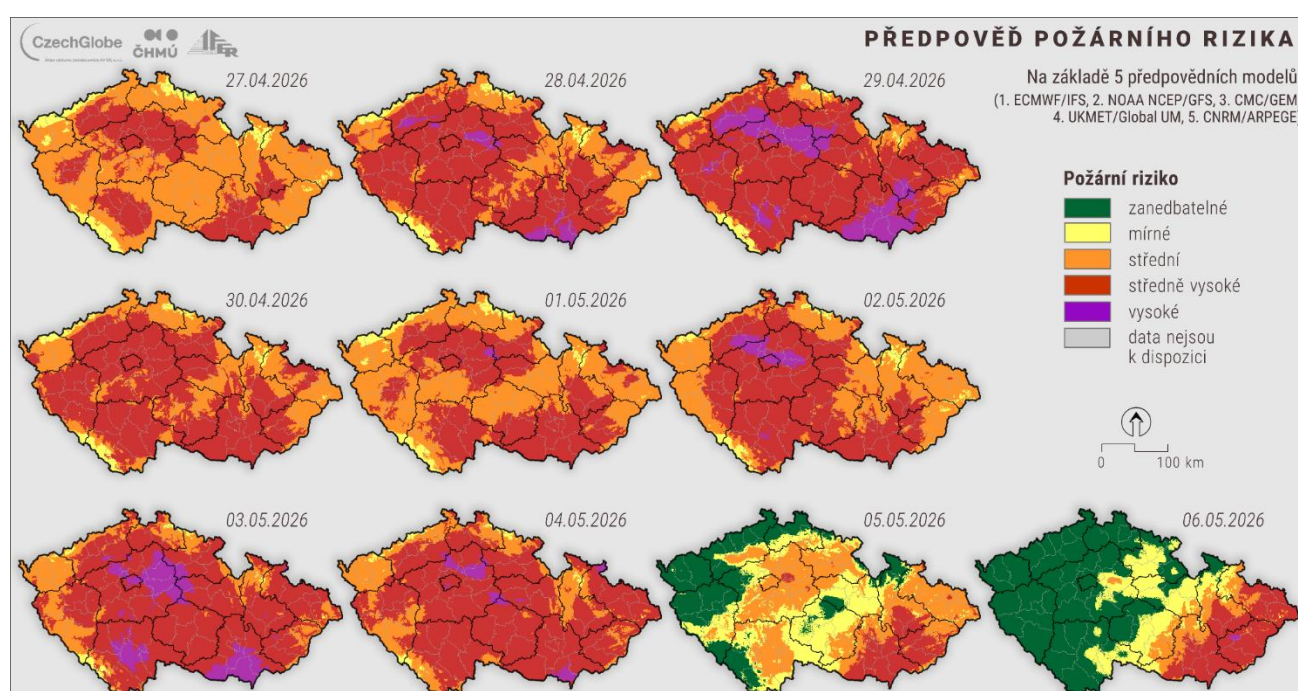 CzechGlobe
ČHMÚ
IFER
PŘEDPOVĚĎ POŽÁRNÍHO RIZIKA
Na základě 5 předpovědních modelů
(1. ECMWF/IFS, 2. NOAA NCEP/GFS, 3. CMC/GEM
4. UKMET/Global UM, 5. CNRM/ARPEGE)
27.04.2026
28.04.2026
29.04.2026
Požární riziko
zanedbatelné
mírné
střední
středně vysoké
vysoké
data nejsou
k dispozici
30.04.2026
01.05.2026
02.05.2026
0 100 km
03.05.2026
04.05.2026
05.05.2026
06.05.2026